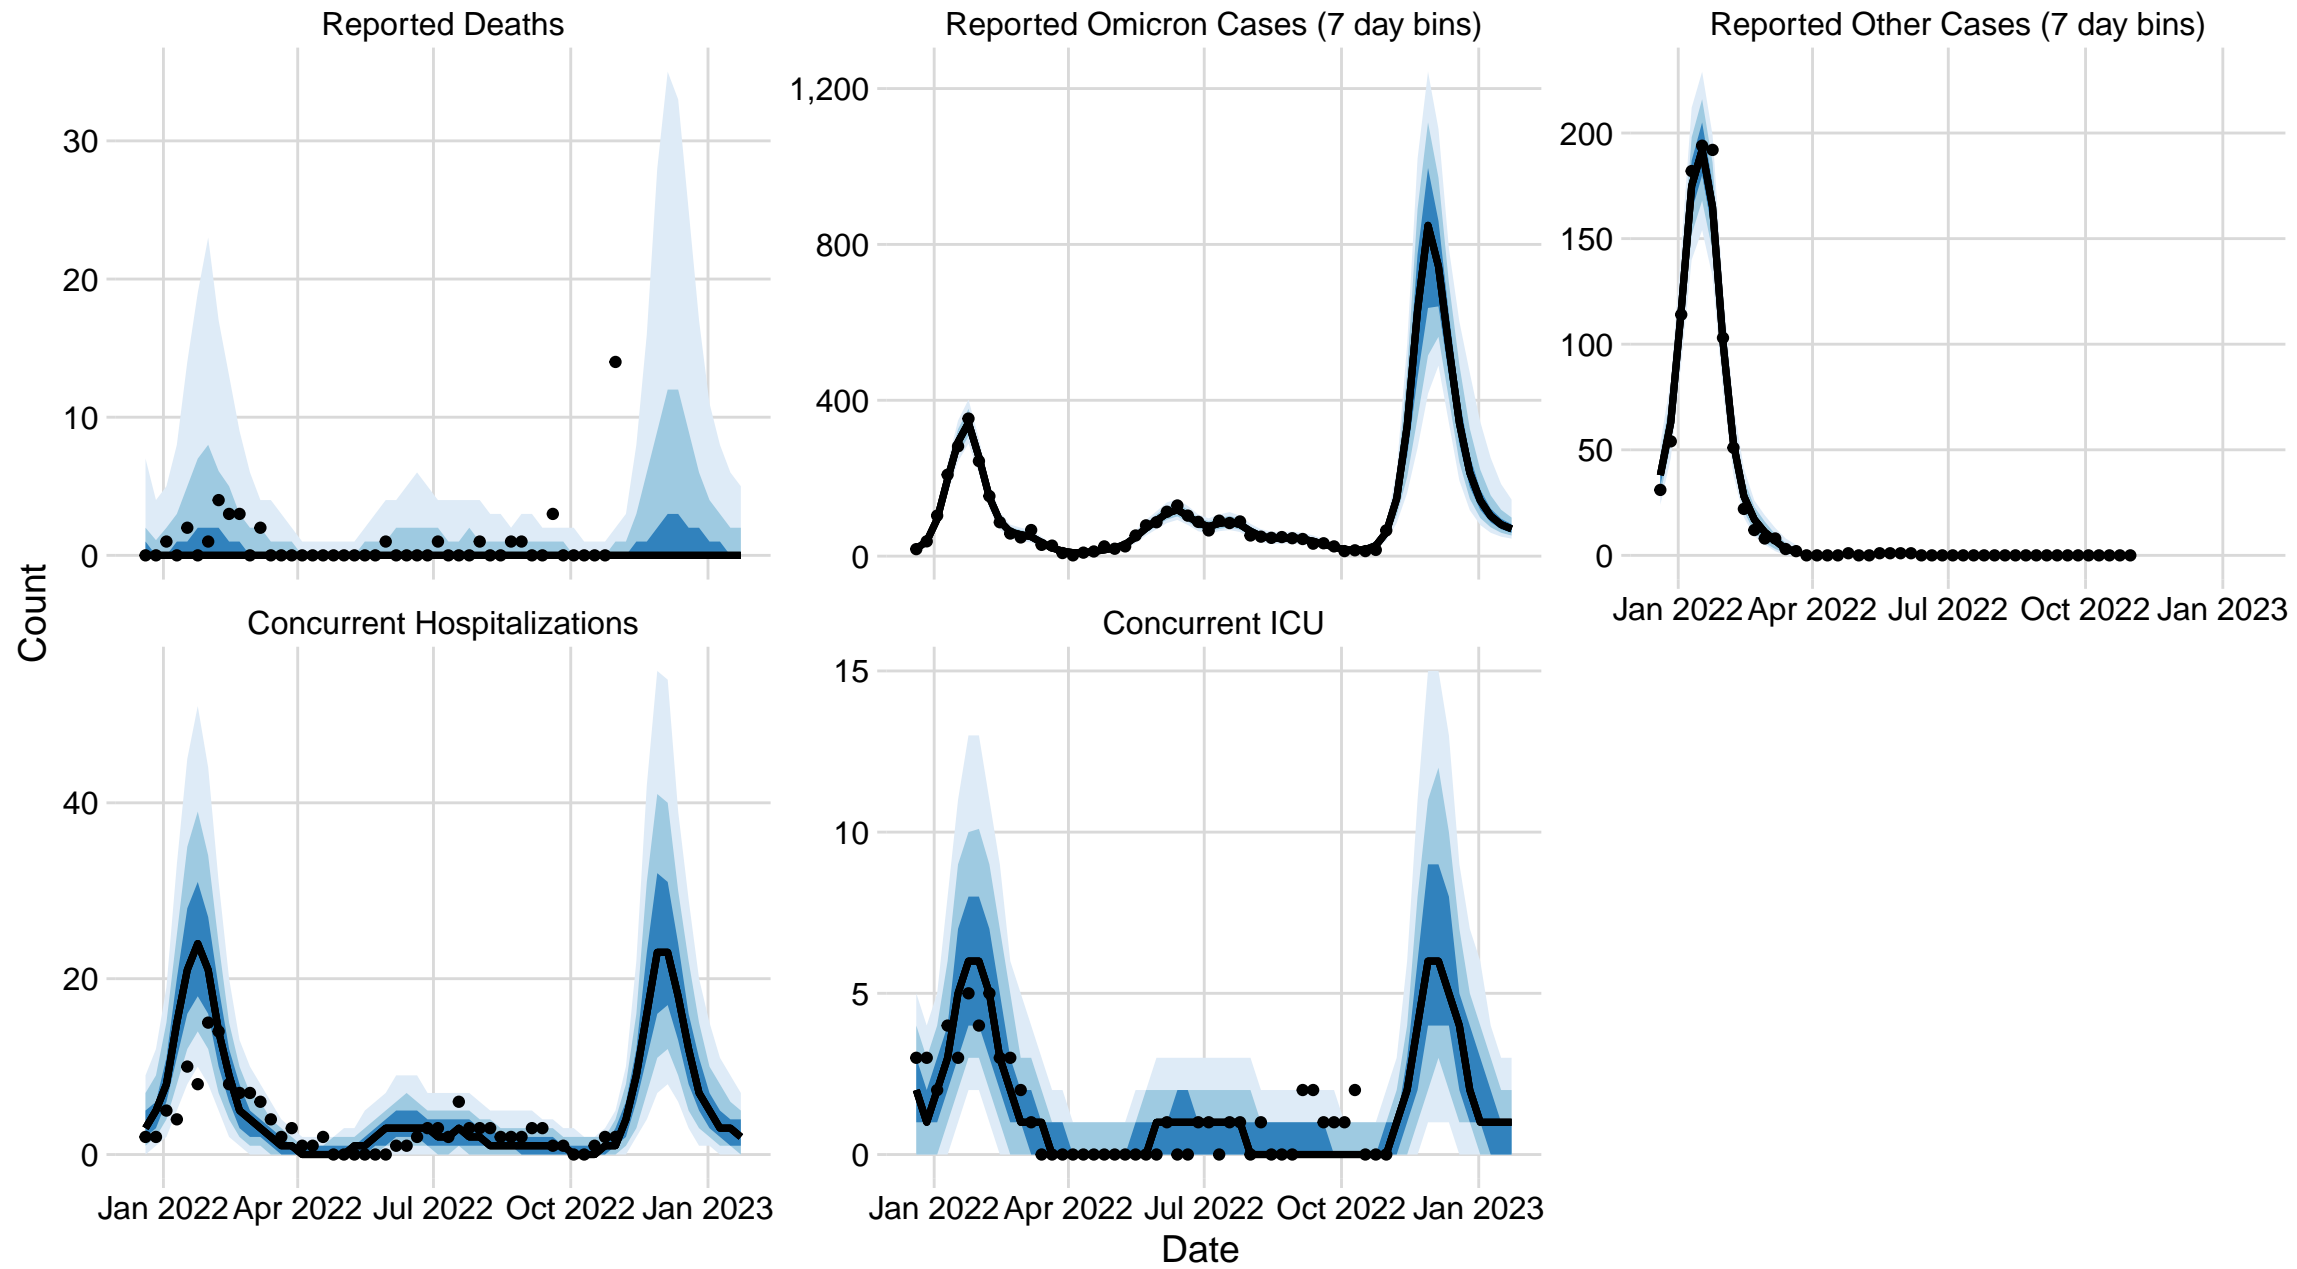 Reported Deaths
30
20
10
0
Reported Omicron Cases (7 day bins)
1,200
800
400
0
Reported Other Cases (7 day bins)
200
150
100
50
0
Jan 2022 Apr 2022 Jul 2022 Oct 2022 Jan 2023
Count
Concurrent Hospitalizations
40
20
0
Jan 2022 Apr 2022 Jul 2022 Oct 2022 Jan 2023
Concurrent ICU
15
10
5
0
Jan 2022 Apr 2022 Jul 2022 Oct 2022 Jan 2023
Date